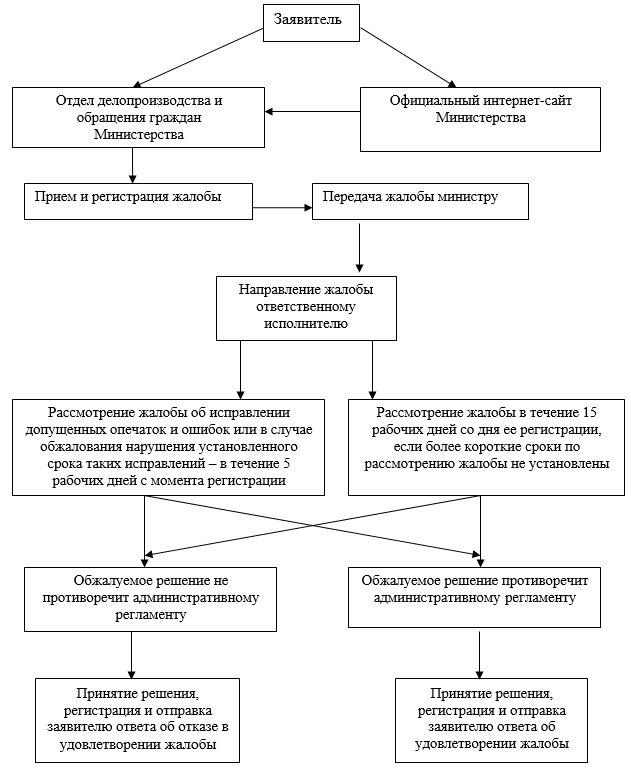 Заявитель
Отдел делопроизводства и
обращения граждан
Министерства
Официальный интернет-сайт
Министерства
Прием и регистрация жалобы
Передача жалобы министру
Направление жалобы
ответственному
исполнителю
Рассмотрение жалобы об исправлении
допущенных опечаток и ошибок или в случае
обжалования нарушения установленного
срока таких исправлений – в течение 5
рабочих дней с момента регистрации
Рассмотрение жалобы в течение 15
рабочих дней со дня ее регистрации,
если более короткие сроки по
рассмотрению жалобы не установлены
Обжалуемое решение не
противоречит административному
регламенту
Обжалуемое решение противоречит
административному регламенту
Принятие решения,
регистрация и отправка
заявителю ответа об отказе в
удовлетворении жалобы
Принятие решения,
регистрация и отправка
заявителю ответа об
удовлетворении жалобы